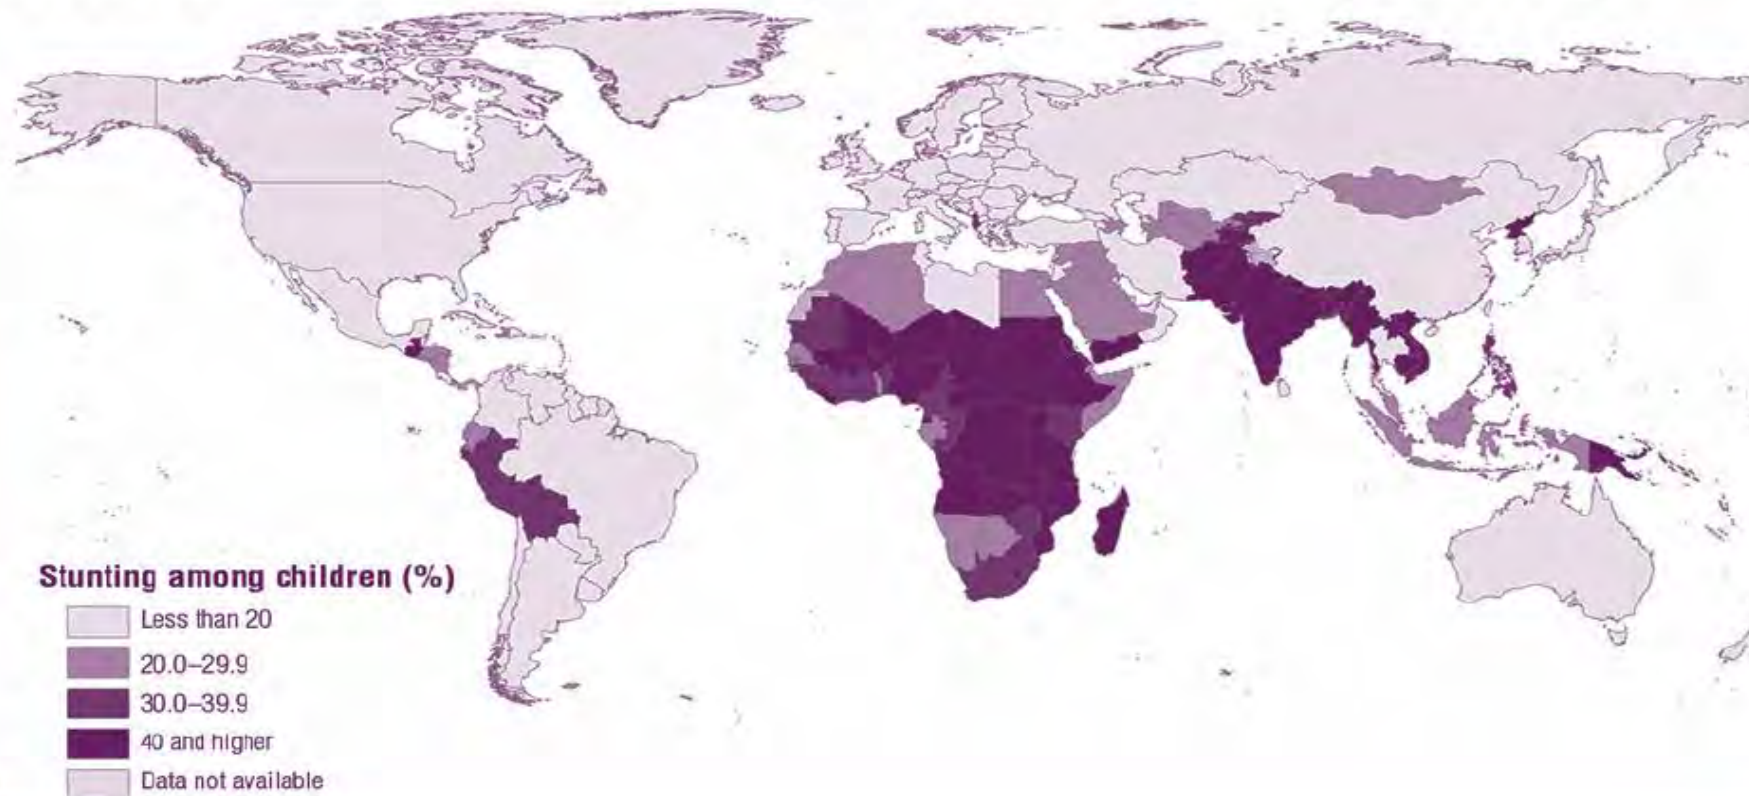 Stunting among children (%)
Less than 20
20.0–29.9
30.0–39.9
40 and higher
Data not available